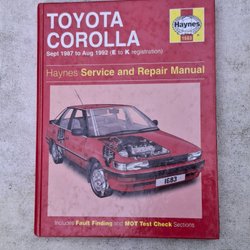 TOYOTA
COROLLA
Sept 1987 to Aug 1992 (E to K registration)
Haynes
1683
Haynes Service and Repair Manual
1683
Includes Fault Finding and MOT Test Check Sections